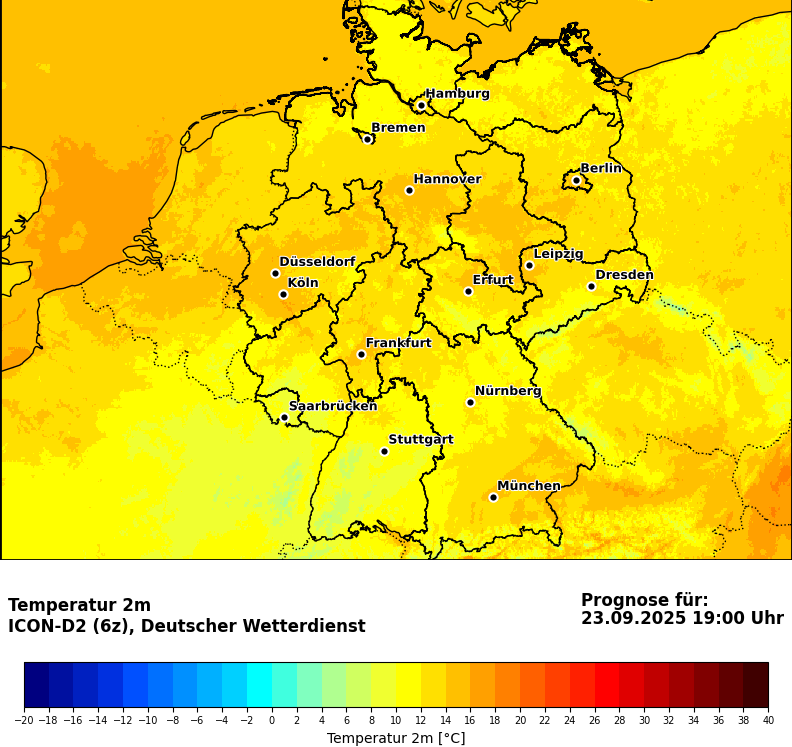 Hamburg
Bremen
Berlin
Hannover
Leipzig
Düsseldorf
Dresden
Köln
Erfurt
Frankfurt
Nürnberg
Saarbrücken
Stuttgart
München
Temperatur 2m
ICON-D2 (6z), Deutscher Wetterdienst
Prognose für:
23.09.2025 19:00 Uhr
−20 −18 −16 −14 −12 −10 −8 −6 −4 −2 0 2 4 6 8 10 12 14 16 18 20 22 24 26 28 30 32 34 36 38 40
Temperatur 2m [°C]